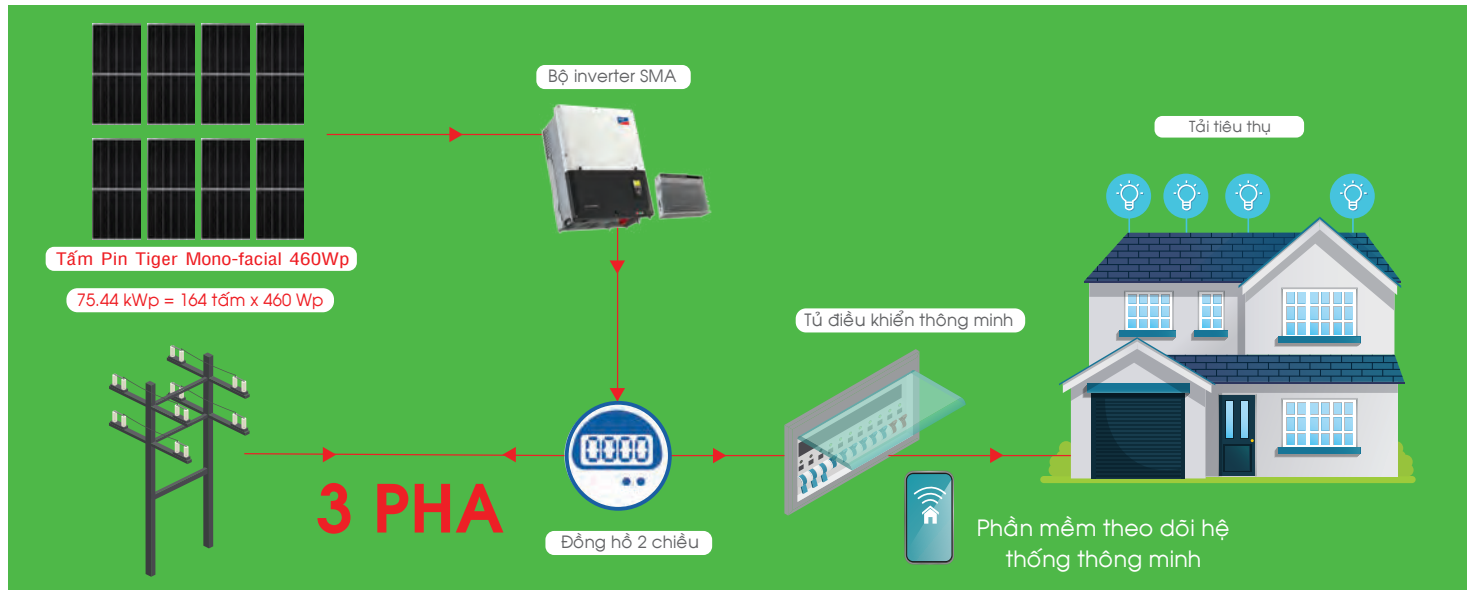 Bộ inverter SMA
Tải tiêu thụ
Tấm Pin Tiger Mono-facial 460Wp
75.44 kWp = 164 tấm x 460 Wp
Tủ điều khiển thông minh
0000
3 PHA
Đồng hồ 2 chiều
Phần mềm theo dõi hệ
thống thông minh